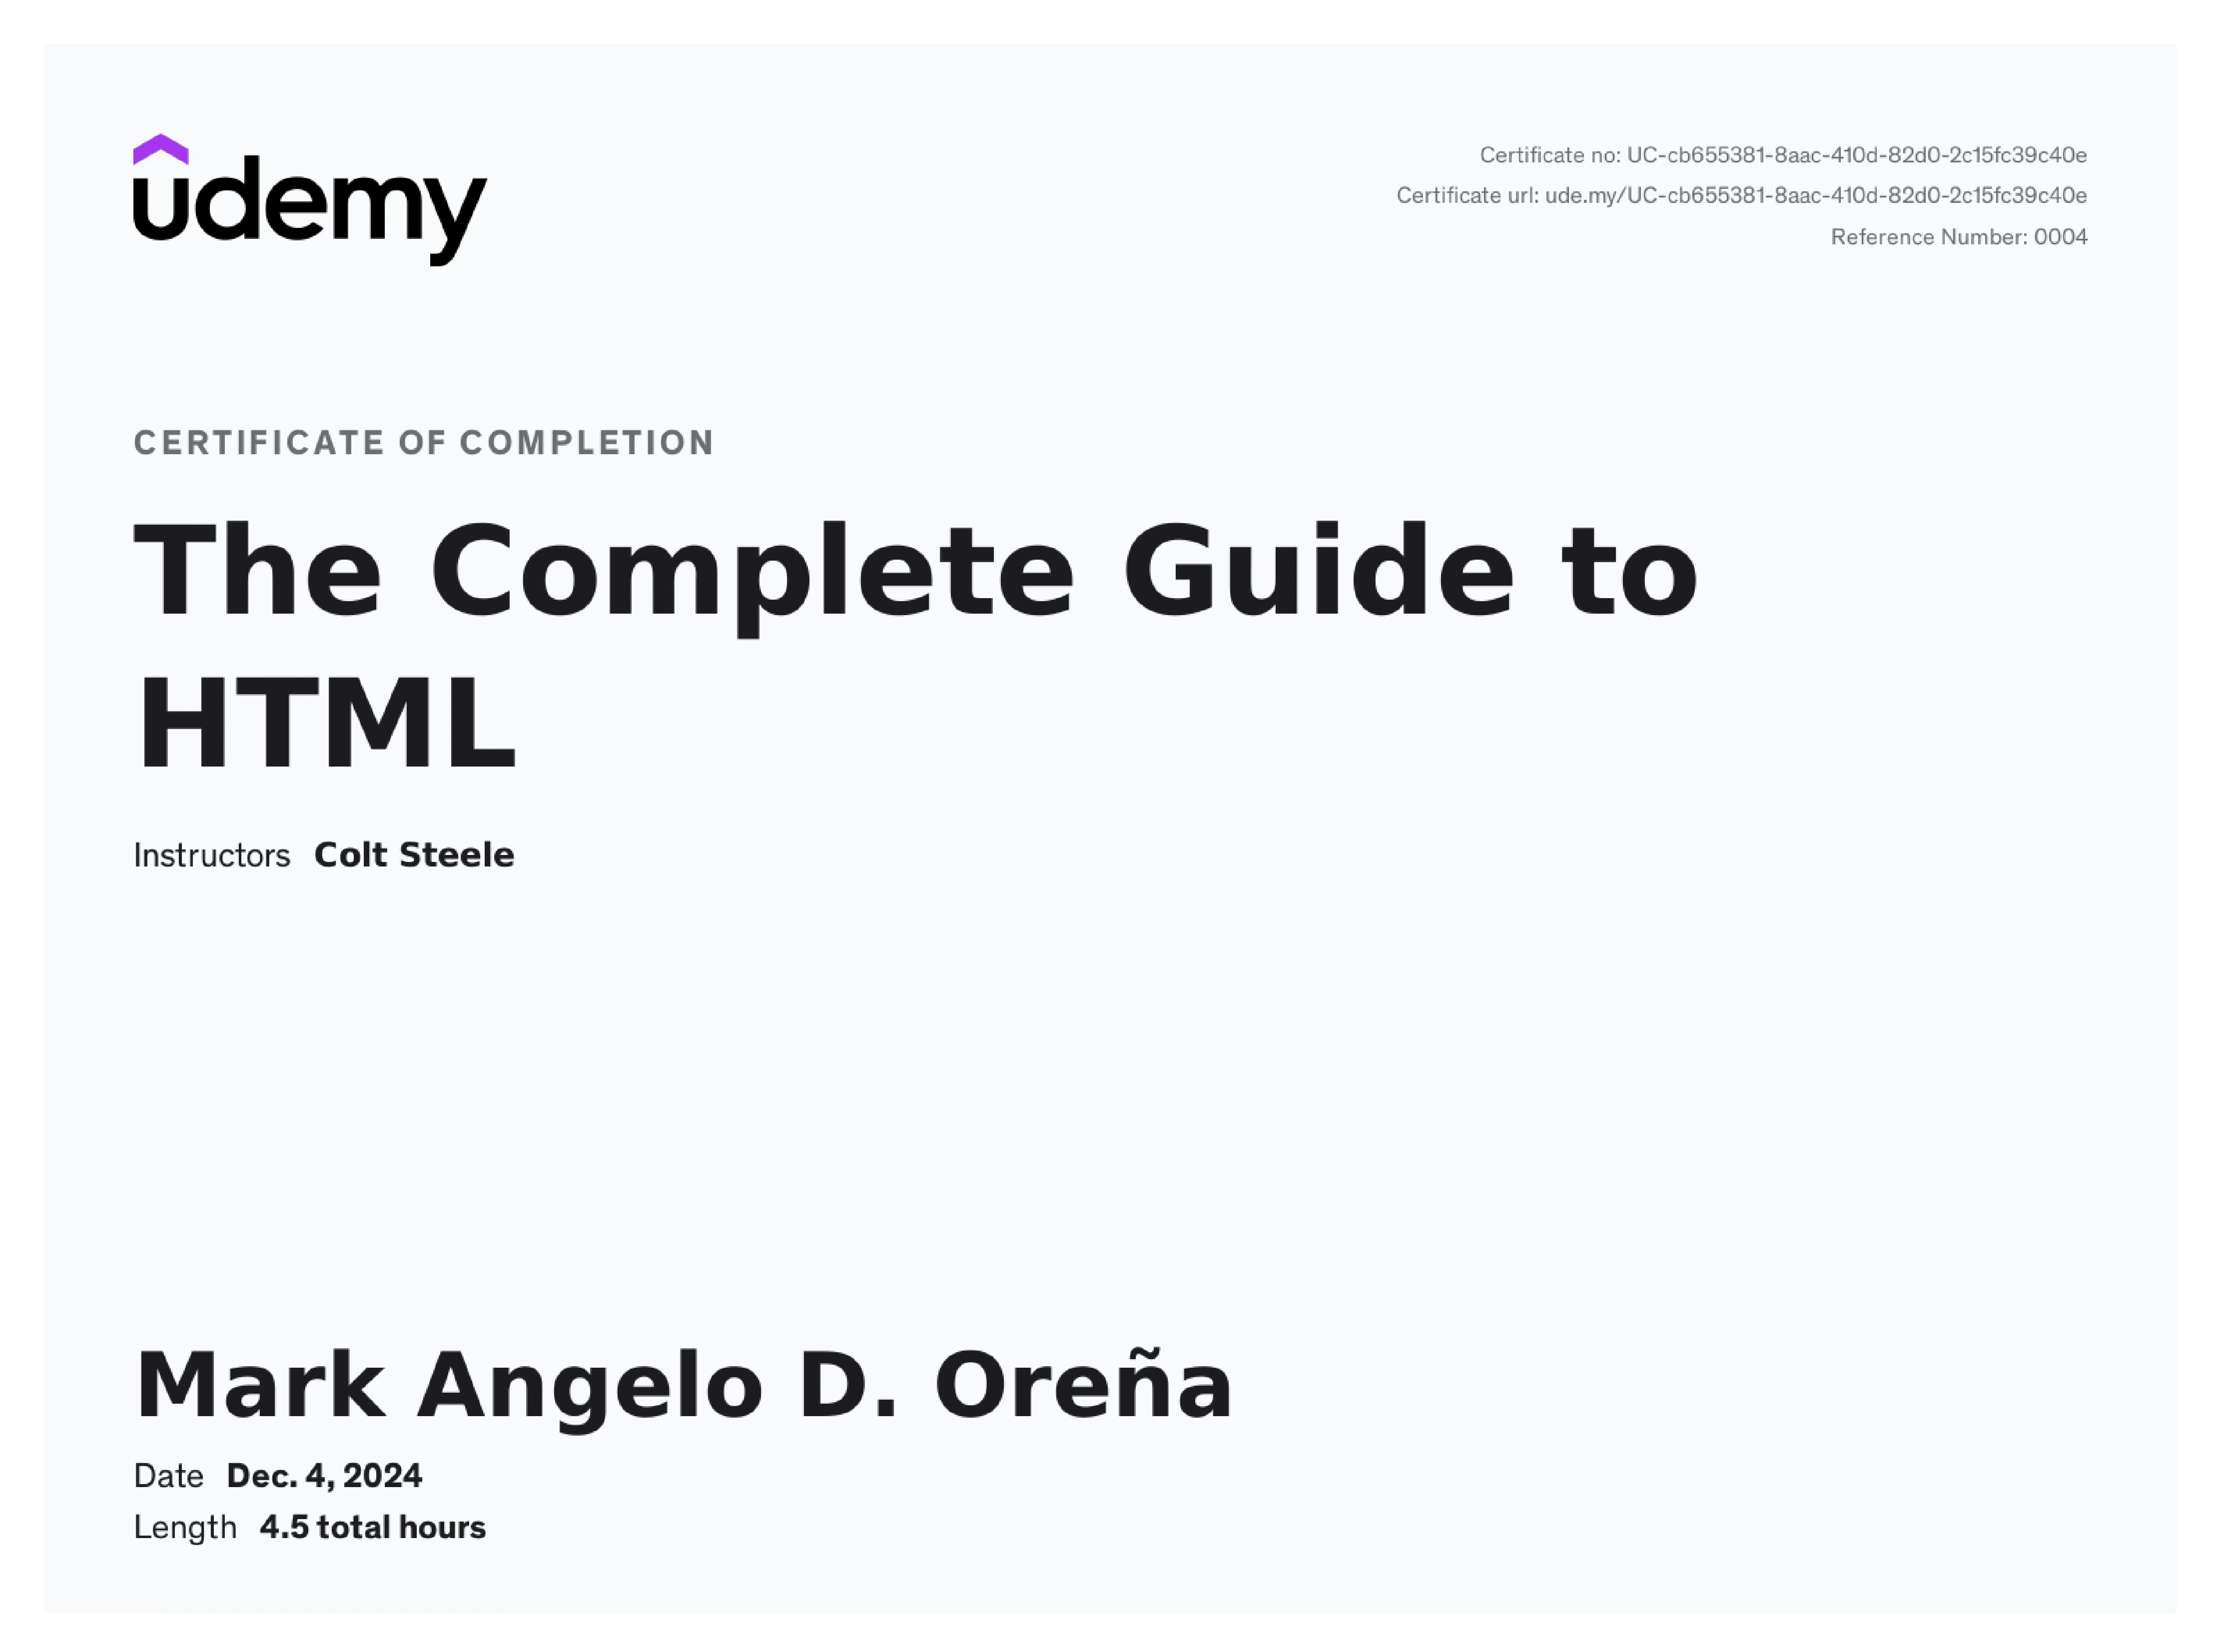 udemy
Certificate no: UC-cb655381-8aac-410d-82d0-2c15fc39c40e
Certificate url: ude.my/UC-cb655381-8aac-410d-82d0-2c15fc39c40e
Reference Number: 0004
CERTIFICATE OF COMPLETION
The Complete Guide to
HTML
Instructors Colt Steele
Mark Angelo D. Oreña
Date Dec. 4, 2024
Length 4.5 total hours